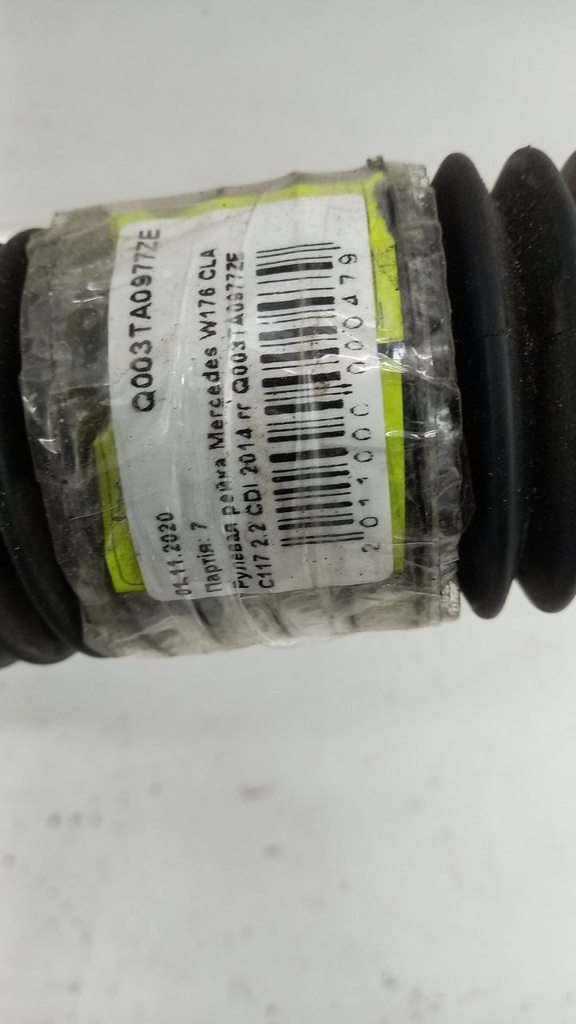 Q003TA0977ZE
01.11.2020
Партія: 7
Рулевая рейка Mercedes W176 CLA
C117 2.2 CDI 2014 гг Q003TA0977ZE
2011000000479